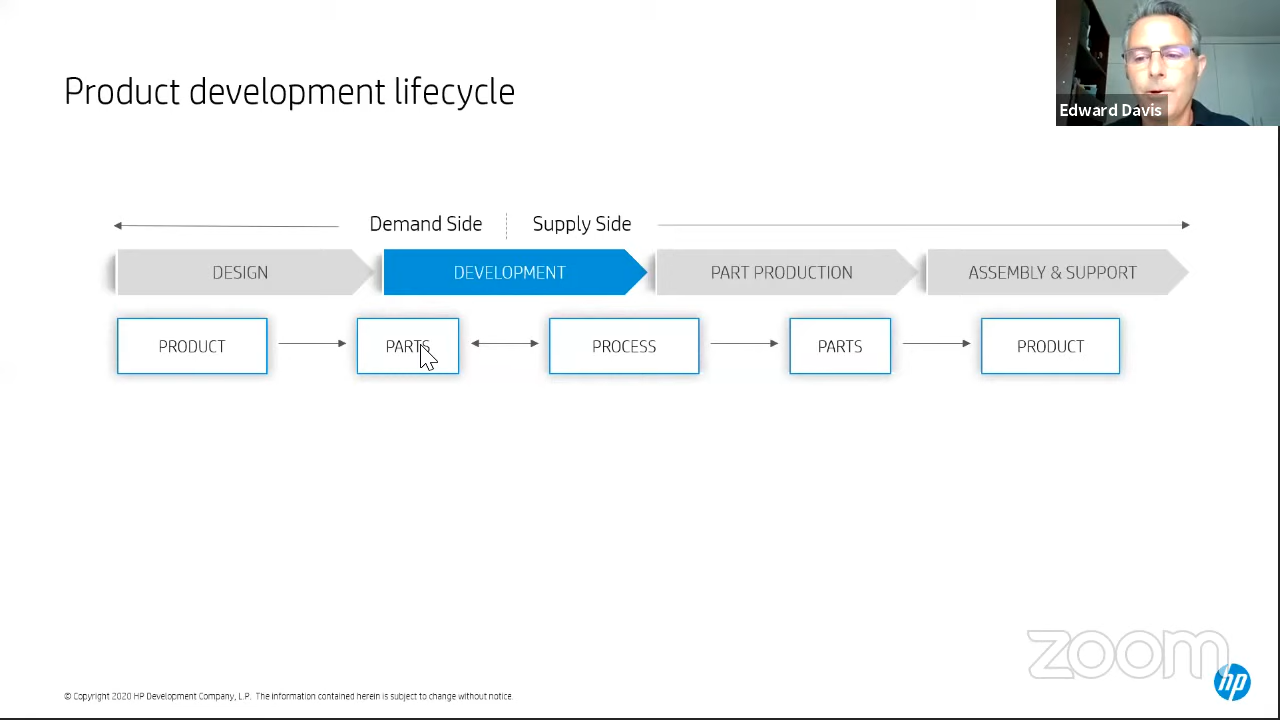 Product development lifecycle
Edward Davis
Demand Side Supply Side
DESIGN DEVELOPMENT PART PRODUCTION ASSEMBLY & SUPPORT
PRODUCT PARTS PROCESS PARTS PRODUCT
zoom
hp
© Copyright 2020 HP Development Company, L.P. The information contained herein is subject to change without notice.